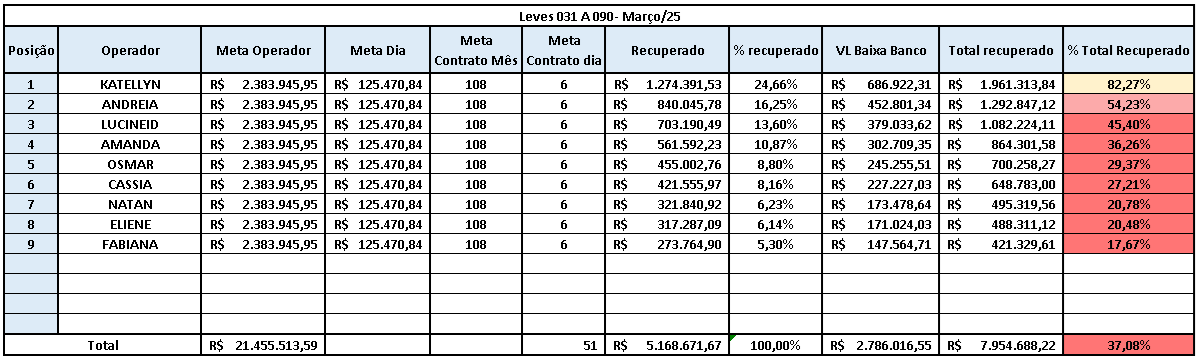 Leves 031 A 090- Março/25
Posição Operador Meta Operador Meta Dia Meta Contrato Mês Meta Contrato dia Recuperado % recuperado VL Baixa Banco Total recuperado % Total Recuperado
1 KATELLYN R$ 2.383.945,95 R$ 125.470,84 108 6 R$ 1.274.391,53 24,66% R$ 686.922,31 R$ 1.961.313,84 82,27%
2 ANDREIA R$ 2.383.945,95 R$ 125.470,84 108 6 R$ 840.045,78 16,25% R$ 452.801,34 R$ 1.292.847,12 54,23%
3 LUCINEID R$ 2.383.945,95 R$ 125.470,84 108 6 R$ 703.190,49 13,60% R$ 379.033,62 R$ 1.082.224,11 45,40%
4 AMANDA R$ 2.383.945,95 R$ 125.470,84 108 6 R$ 561.592,23 10,87% R$ 302.709,35 R$ 864.301,58 36,26%
5 OSMAR R$ 2.383.945,95 R$ 125.470,84 108 6 R$ 455.002,76 8,80% R$ 245.255,51 R$ 700.258,27 29,37%
6 CASSIA R$ 2.383.945,95 R$ 125.470,84 108 6 R$ 421.555,97 8,16% R$ 227.227,03 R$ 648.783,00 27,21%
7 NATAN R$ 2.383.945,95 R$ 125.470,84 108 6 R$ 321.840,92 6,23% R$ 173.478,64 R$ 495.319,56 20,78%
8 ELIENE R$ 2.383.945,95 R$ 125.470,84 108 6 R$ 317.287,09 6,14% R$ 171.024,03 R$ 488.311,12 20,48%
9 FABIANA R$ 2.383.945,95 R$ 125.470,84 108 6 R$ 273.764,90 5,30% R$ 147.564,71 R$ 421.329,61 17,67%
Total R$ 21.455.513,59 51 R$ 5.168.671,67 100,00% R$ 2.786.016,55 R$ 7.954.688,22 37,08%